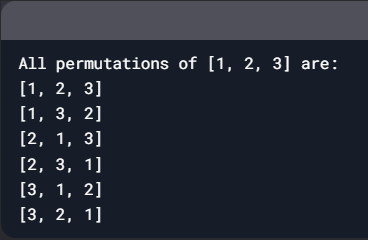 All permutations of [1, 2, 3] are:
[1, 2, 3]
[1, 3, 2]
[2, 1, 3]
[2, 3, 1]
[3, 1, 2]
[3, 2, 1]